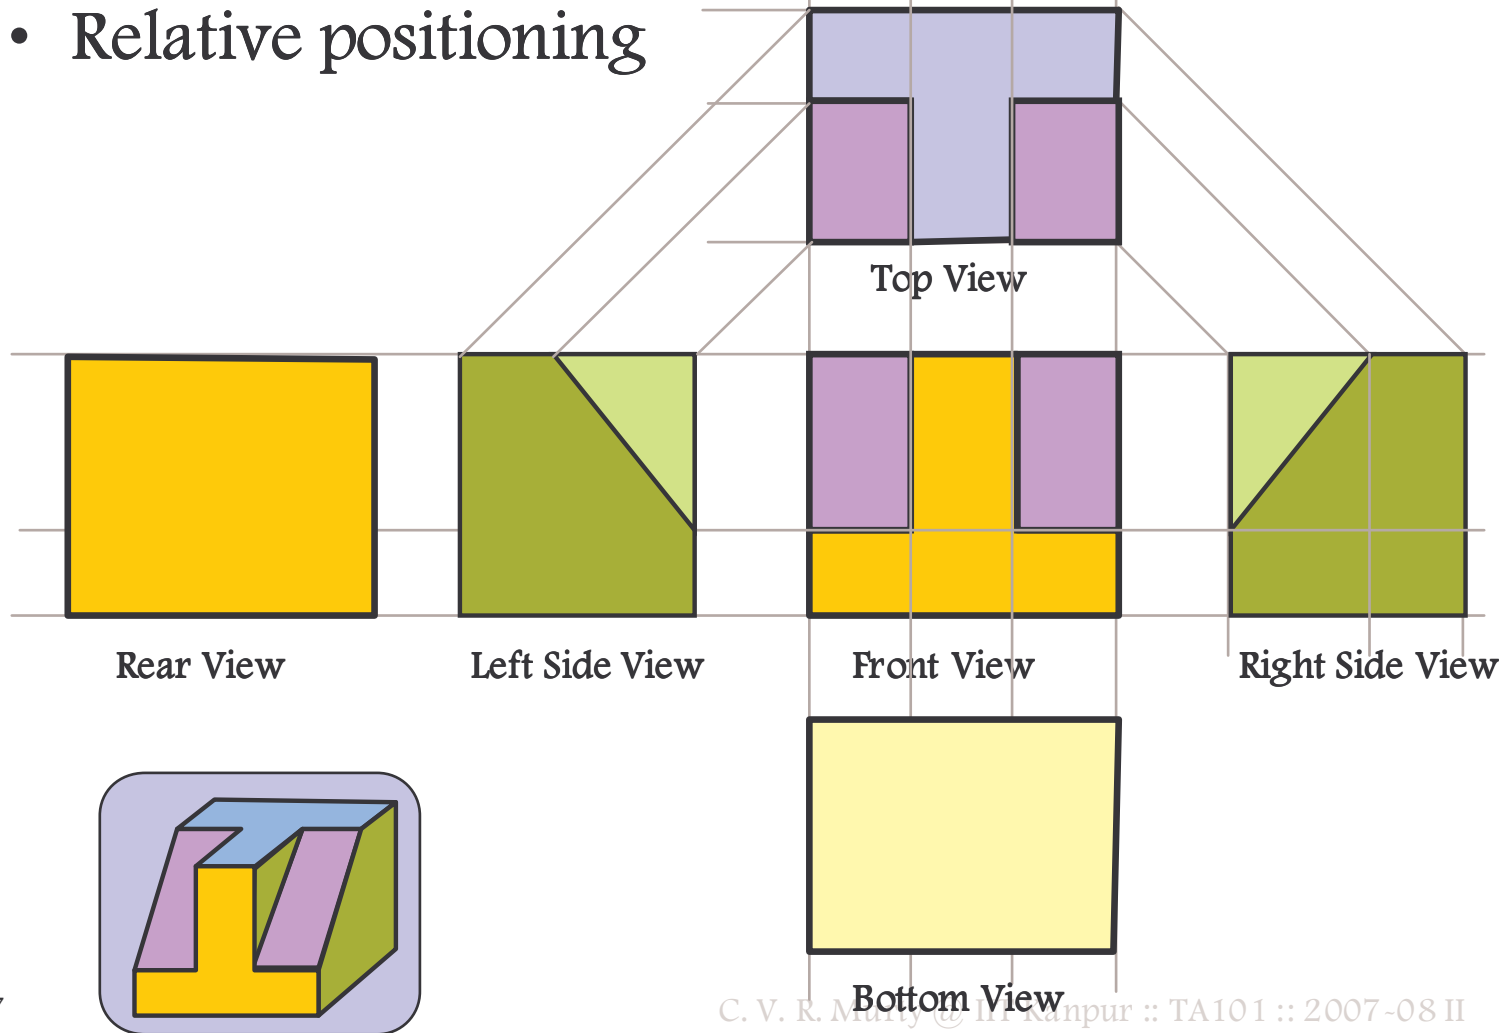 • Relative positioning
Top View
Rear View
Left Side View
Front View
Right Side View
Bottom View
C. V. R. Murty @ IIT Kanpur :: TA101 :: 2007-08 II